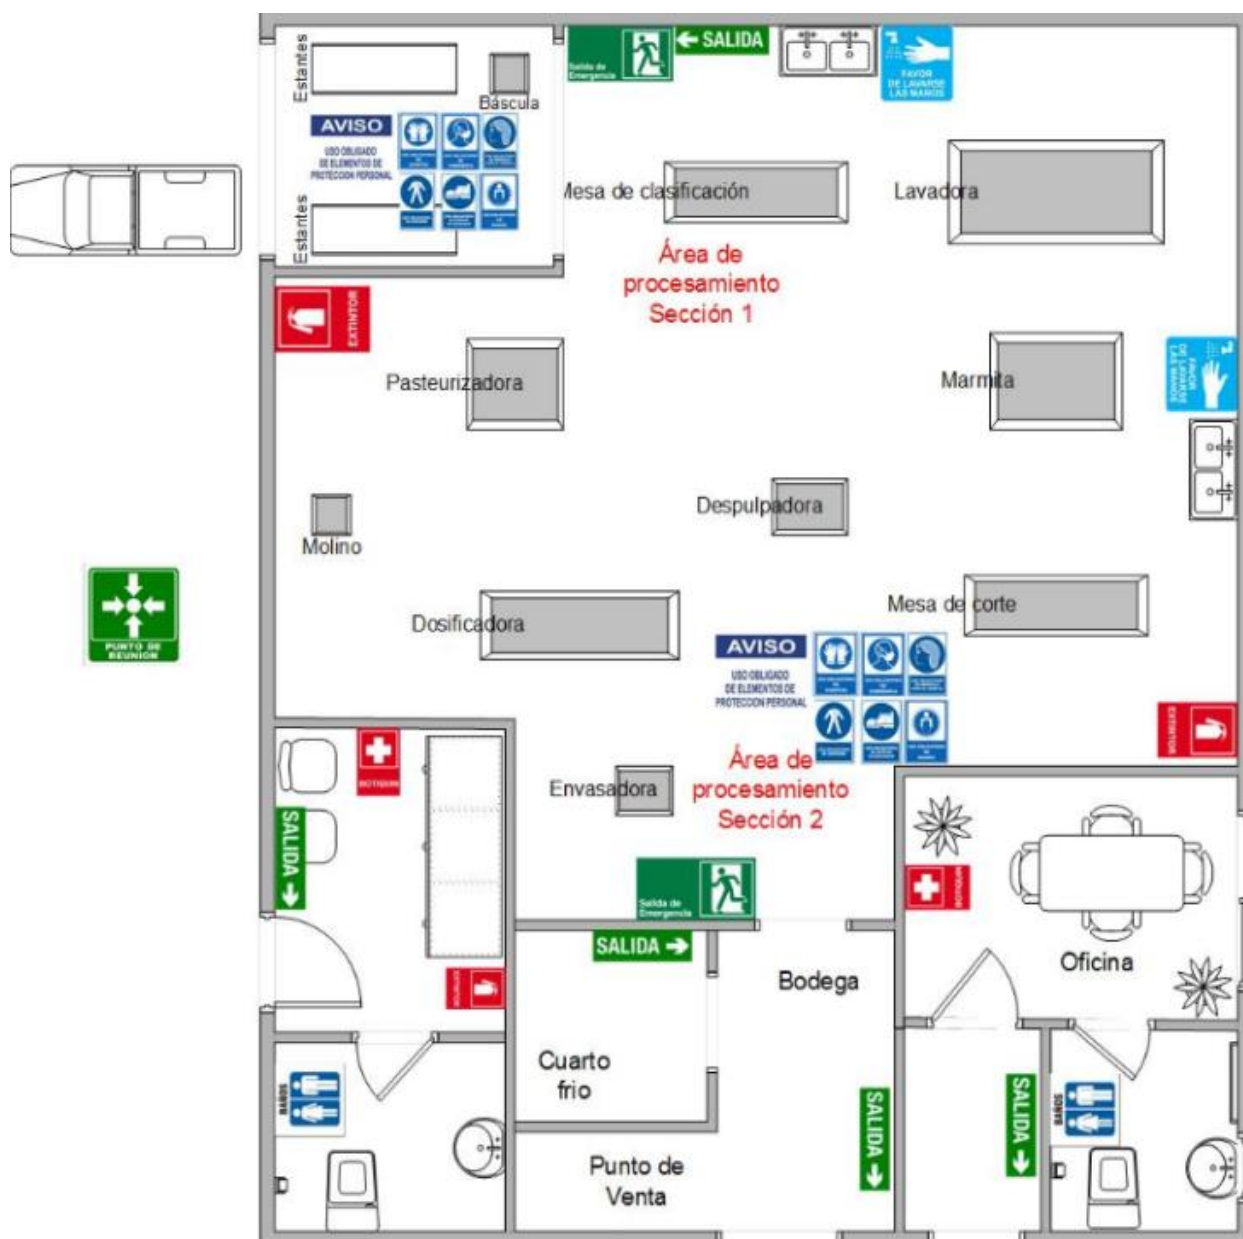 Estantes
Báscula
AVISO
USO OBLIGADO
DE ELEMENTOS DE
PROTECCION PERSONAL
Estantes
Salida de
Emergencia
SALIDA
FAVOR
DE LAVARSE
LAS MANOS
Mesa de clasificación
Lavadora
Área de
procesamiento
Sección 1
EXTINTOR
Pasteurizadora
Marmita
FAVOR
DE LAVARSE
LAS MANOS
Molino
Despulpadora
PUNTO DE
REUNION
Dosificadora
Mesa de corte
AVISO
USO OBLIGADO
DE ELEMENTOS DE
PROTECCION PERSONAL
EXTINTOR
BOTIQUIN
SALIDA
Envasadora
Área de
procesamiento
Sección 2
Salida de
Emergencia
BOTIQUIN
SALIDA
Bodega
Oficina
EXTINTOR
Cuarto
frio
BAÑOS
SALIDA
SALIDA
BAÑOS
Punto de
Venta